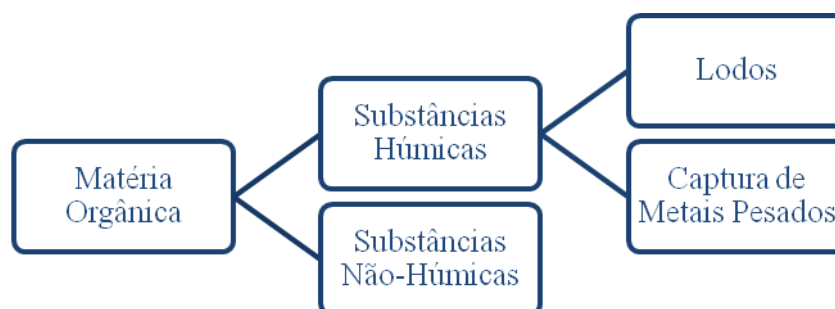 Matéria
Orgânica
Substâncias
Húmicas
Substâncias
Não-Húmicas
Lodos
Captura de
Metais Pesados